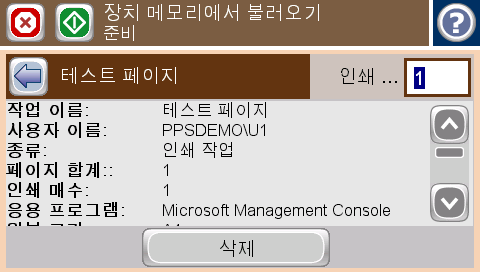 장치 메모리에서 불러오기
준비
?
테스트 페이지
인쇄 ...
1
작업 이름: 테스트 페이지
사용자 이름: PPSDEMO\U1
종류: 인쇄 작업
페이지 합계:: 1
인쇄 매수: 1
응용 프로그램: Microsoft Management Console
삭제